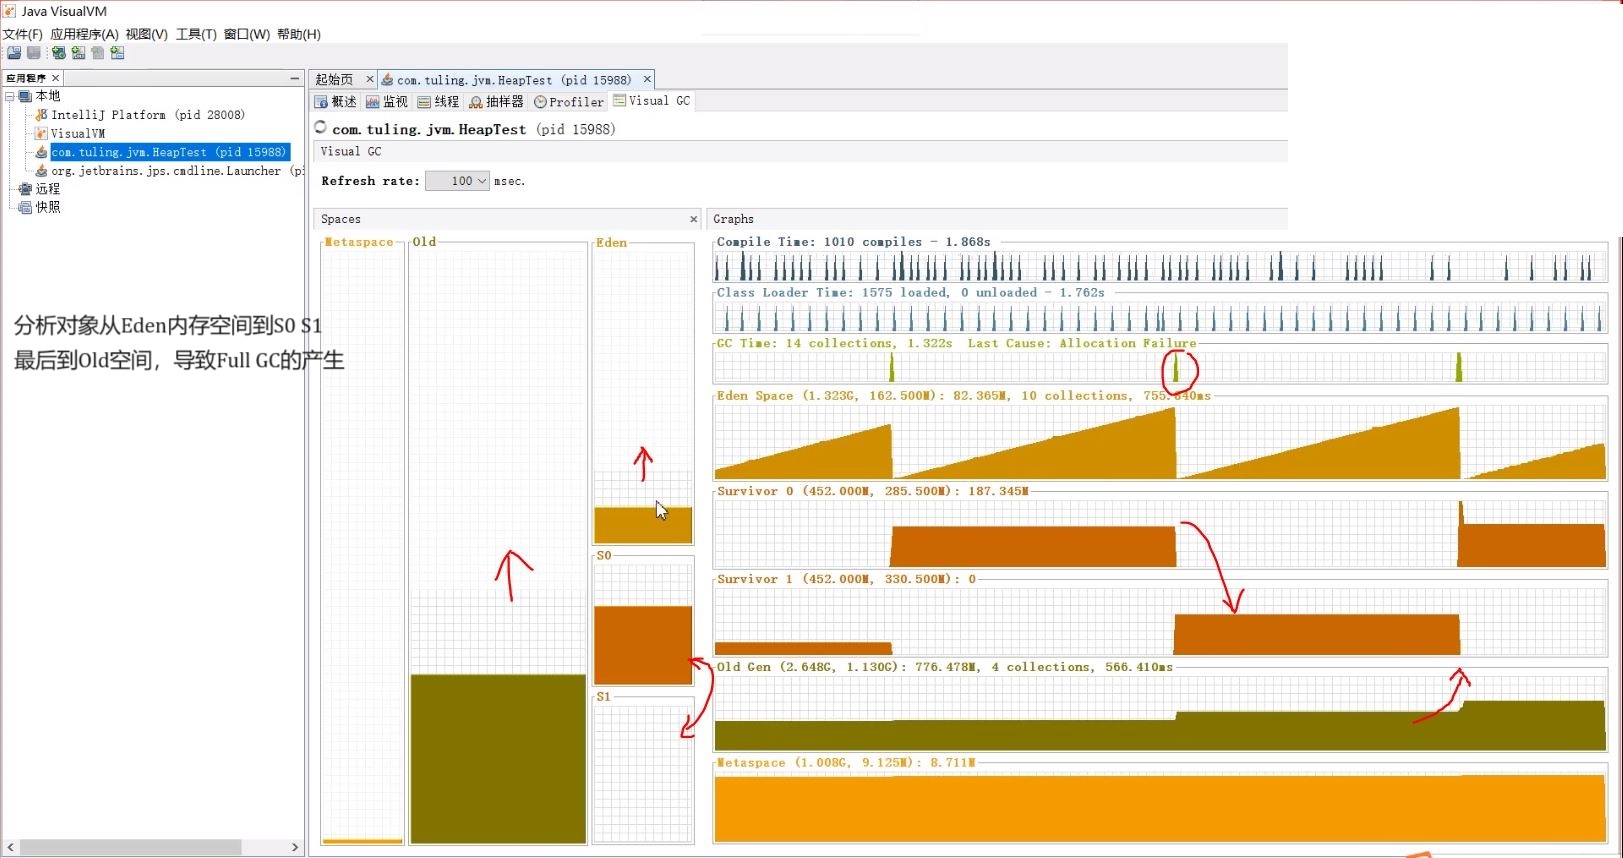 Java VisualVM
文件(F) 应用程序(A) 视图(V) 工具(T) 窗口(W) 帮助(H)
应用程序
本地
IntelliJ Platform (pid 28008)
VisualVM
com.tuling.jvm.HeapTest (pid 15988)
org.jetbrains.jps.cmdline.Launcher (pi
远程
快照
分析对象从Eden内存空间到S0 S1
最后到Old空间，导致Full GC的产生
起始页 com.tuling.jvm.HeapTest (pid 15988)
概述 监视 线程 抽样器 Profiler Visual GC
com.tuling.jvm.HeapTest (pid 15988)
Visual GC
Refresh rate: 100 msec.
Spaces
Metaspace Old Eden
S0
S1
Graphs
Compile Time: 1010 compiles - 1.868s
Class Loader Time: 1575 loaded, 0 unloaded - 1.762s
GC Time: 14 collections, 1.322s Last Cause: Allocation Failure
Eden Space (1.323G, 162.500M): 82.365M, 10 collections, 755.840ms
Survivor 0 (452.000M, 285.500M): 187.345M
Survivor 1 (452.000M, 330.500M): 0
Old Gen (2.648G, 1.130G): 776.478M, 4 collections, 566.410ms
Metaspace (1.008G, 9.125M): 8.711M